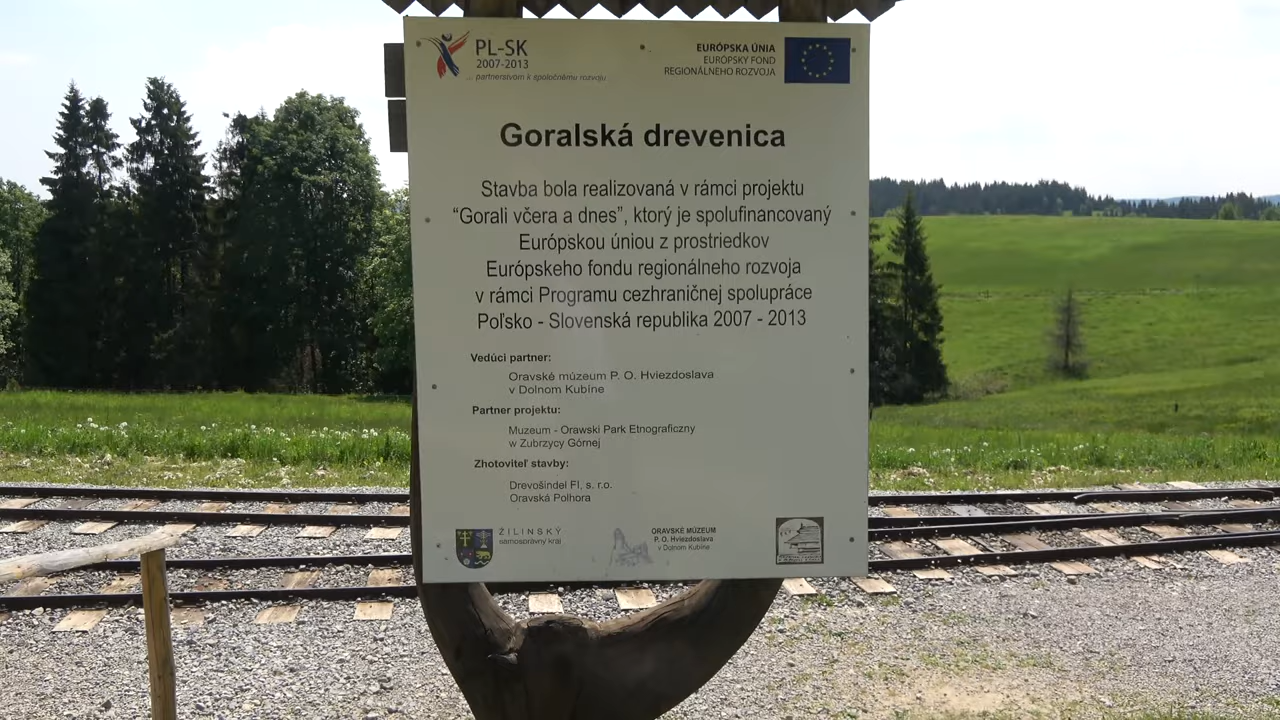 PL-SK
2007-2013
... partnerstvom k spoločnému rozvoju
EURÓPSKA ÚNIA
EURÓPSKY FOND
REGIONÁLNEHO ROZVOJA
Goralská drevenica
Stavba bola realizovaná v rámci projektu
“Gorali včera a dnes”, ktorý je spolufinancovaný
Európskou úniou z prostriedkov
Európskeho fondu regionálneho rozvoja
v rámci Programu cezhraničnej spolupráce
Poľsko - Slovenská republika 2007 - 2013
Vedúci partner:
Oravské múzeum P. O. Hviezdoslava
v Dolnom Kubíne
Partner projektu:
Muzeum - Orawski Park Etnograficzny
w Zubrzycy Górnej
Zhotoviteľ stavby:
Drevošindel FI, s. r.o.
Oravská Polhora
ŽILINSKÝ
samosprávny kraj
ORAVSKÉ MÚZEUM
P. O. Hviezdoslava
v Dolnom Kubíne